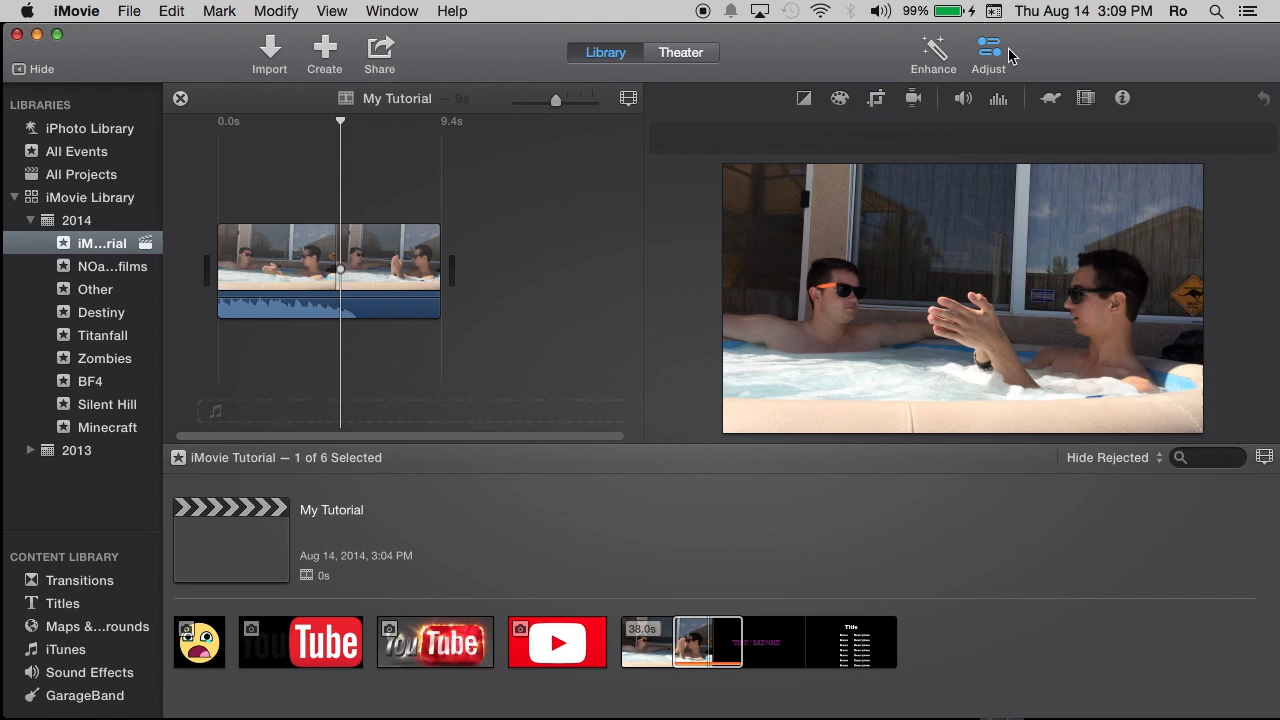 iMovie File Edit Mark Modify View Window Help 99% Thu Aug 14 3:09 PM Ro
Hide
Import Create Share
Library Theater
Enhance Adjust
LIBRARIES
iPhoto Library
All Events
All Projects
iMovie Library
2014
iM...rial
NOa...films
Other
Destiny
Titanfall
Zombies
BF4
Silent Hill
Minecraft
2013
CONTENT LIBRARY
Transitions
Titles
Maps &...rounds
iTunes
Sound Effects
GarageBand
My Tutorial — 9s
0.0s 9.4s
iMovie Tutorial — 1 of 6 Selected
Hide Rejected
My Tutorial
Aug 14, 2014, 3:04 PM
0s
You Tube
You Tube
38.0s
Title